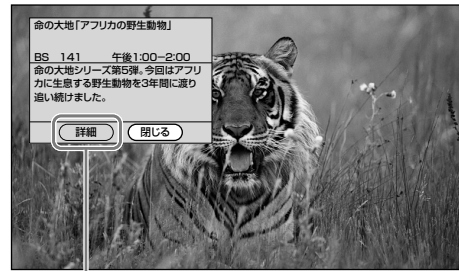 命の大地「アフリカの野生動物」
BS 141 午後1:00-2:00
命の大地シリーズ第5弾。今回はアフリ
カに生息する野生動物を3年間に渡り
追い続けました。
詳細 閉じる